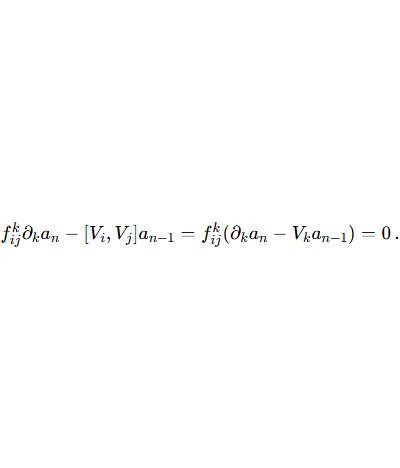 $f_{ij}^{k}\partial_k a_n - [V_i, V_j]a_{n-1} = f_{ij}^{k}(\partial_k a_n - V_k a_{n-1}) = 0\,.$